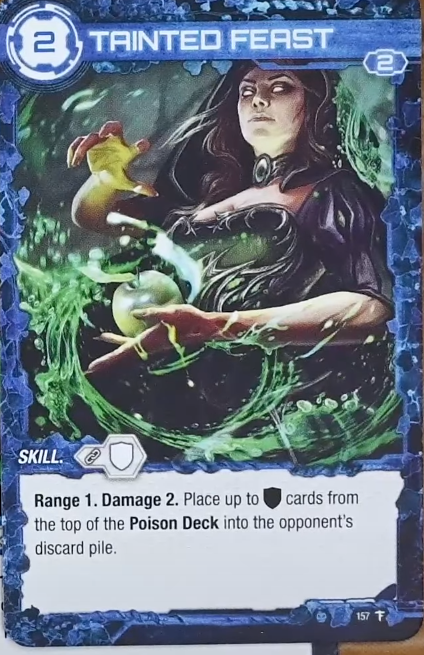 2 TAINTED FEAST
2
SKILL.
Range 1. Damage 2. Place up to cards from
the top of the Poison Deck into the opponent's
discard pile.
157